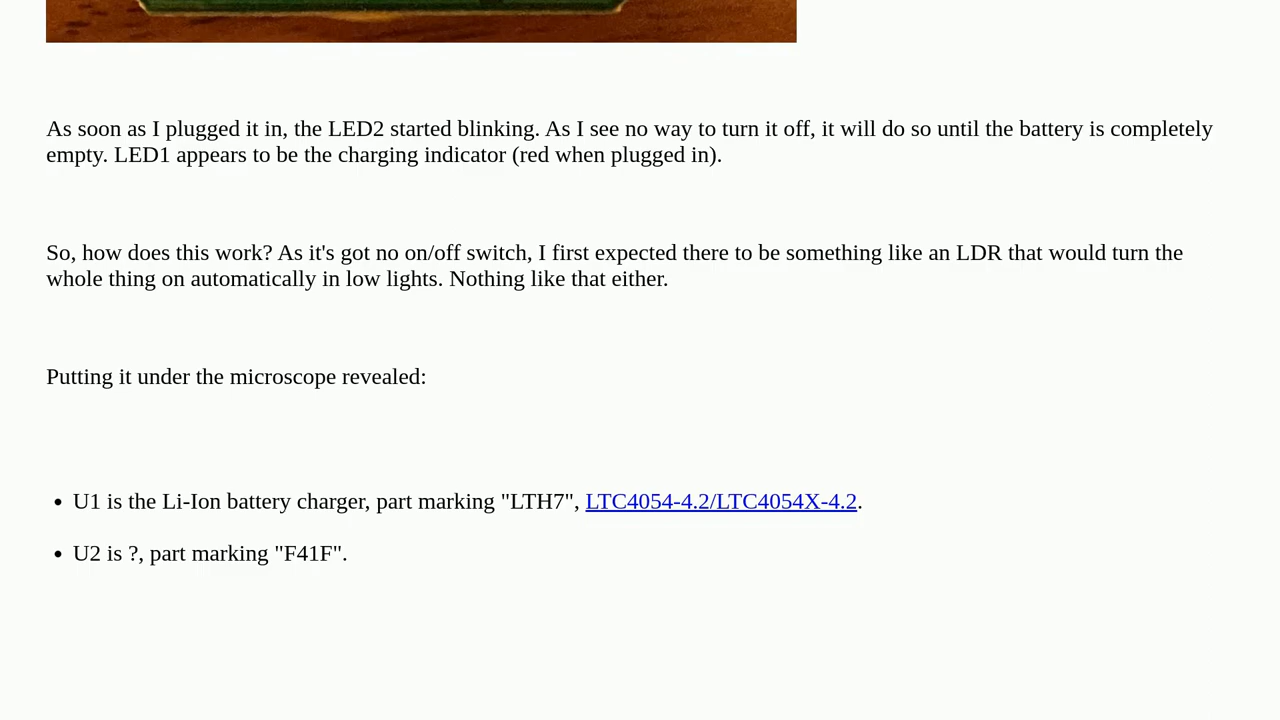 As soon as I plugged it in, the LED2 started blinking. As I see no way to turn it off, it will do so until the battery is completely
empty. LED1 appears to be the charging indicator (red when plugged in).
So, how does this work? As it's got no on/off switch, I first expected there to be something like an LDR that would turn the
whole thing on automatically in low lights. Nothing like that either.
Putting it under the microscope revealed:
• U1 is the Li-Ion battery charger, part marking "LTH7", LTC4054-4.2/LTC4054X-4.2.
• U2 is ?, part marking "F41F".